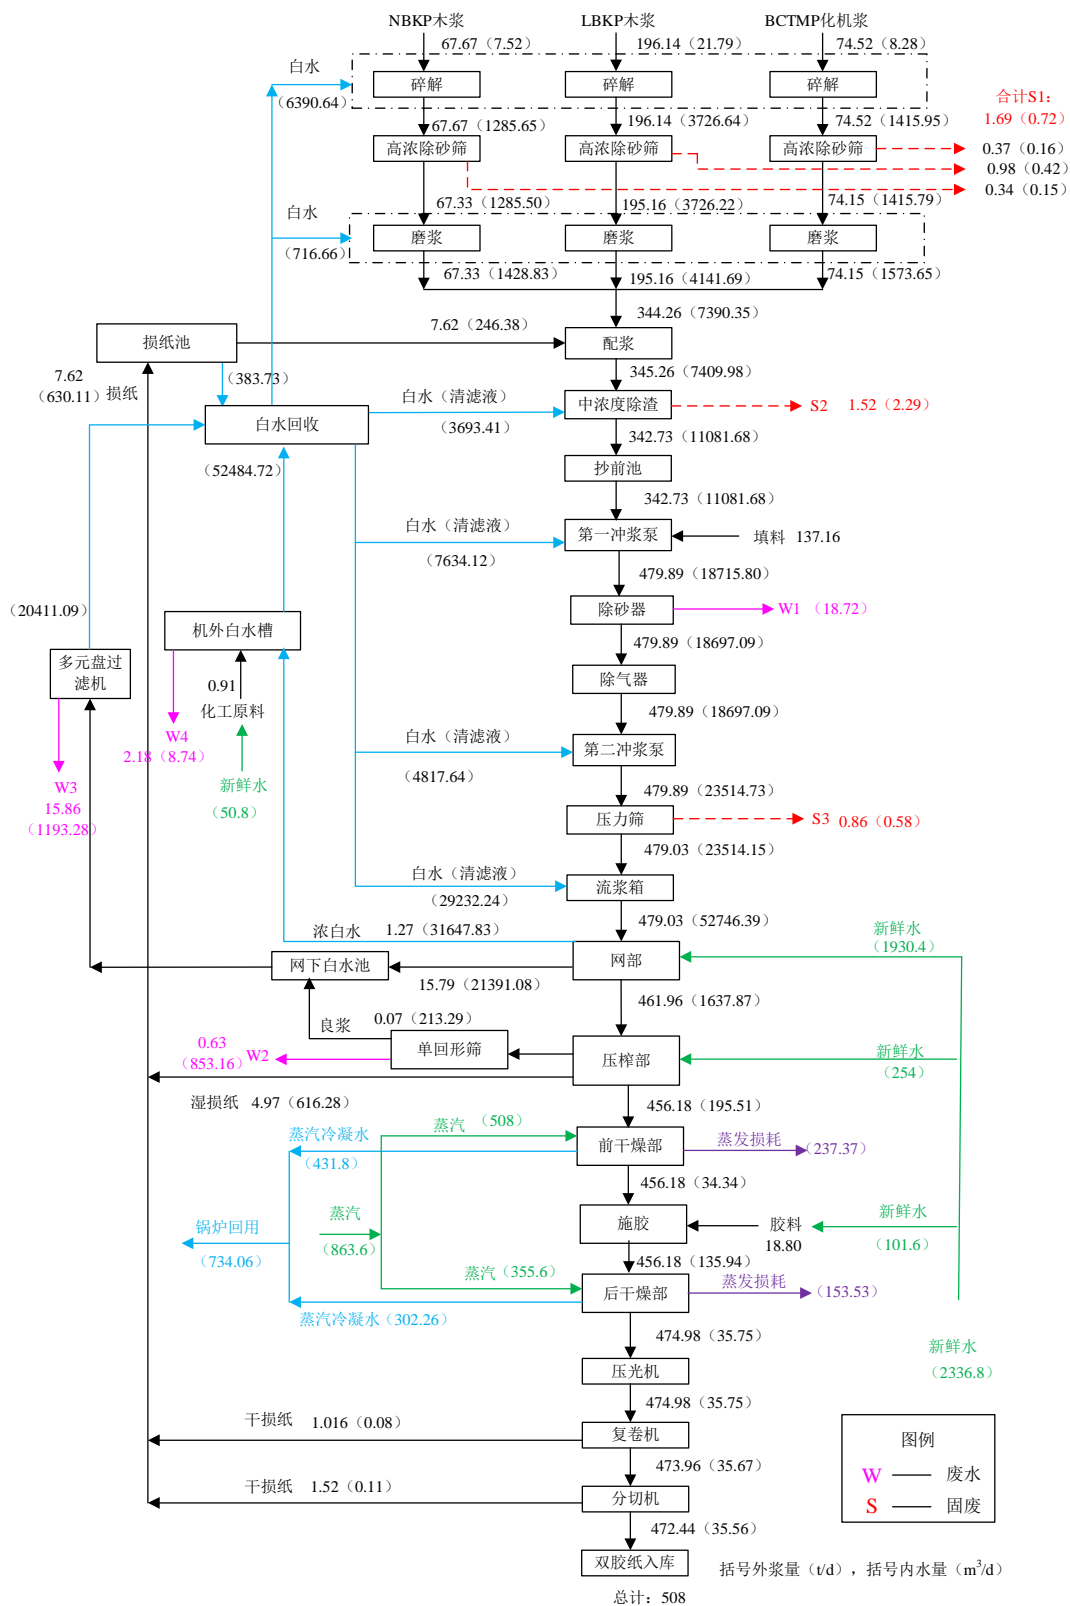 NBKP木浆
LBKP木浆
BCTMP化机浆
67.67（7.52）
196.14（21.79）
74.52（8.28）
白水
（6390.64）
碎解
碎解
碎解
合计S1：
1.69（0.72）
67.67（1285.65）
196.14（3726.64）
74.52（1415.95）
高浓除砂筛
高浓除砂筛
高浓除砂筛
0.37（0.16）
0.98（0.42）
0.34（0.15）
67.33（1285.50）
195.16（3726.22）
74.15（1415.79）
白水
（716.66）
磨浆
磨浆
磨浆
67.33（1428.83）
195.16（4141.69）
74.15（1573.65）
344.26（7390.35）
损纸池
7.62（246.38）
配浆
7.62
（630.11）损纸
（383.73）
345.26（7409.98）
白水回收
白水（清滤液）
（3693.41）
中浓度除渣
S2 1.52（2.29）
342.73（11081.68）
（52484.72）
抄前池
342.73（11081.68）
白水（清滤液）
（7634.12）
第一冲浆泵
填料 137.16
479.89（18715.80）
（20411.09）
除砂器
W1 （18.72）
机外白水槽
479.89（18697.09）
多元盘过
滤机
除气器
0.91
化工原料
479.89（18697.09）
W4
2.18（8.74）
白水（清滤液）
（4817.64）
第二冲浆泵
W3
15.86
（1193.28）
新鲜水
（50.8）
479.89（23514.73）
压力筛
S3 0.86（0.58）
479.03（23514.15）
白水（清滤液）
（29232.24）
流浆箱
479.03（52746.39）
浓白水 1.27（31647.83）
新鲜水
（1930.4）
网下白水池
网部
15.79（21391.08）
461.96（1637.87）
良浆 0.07（213.29）
0.63
（853.16）
W2
单回形筛
压榨部
新鲜水
（254）
湿损纸 4.97（616.28）
456.18（195.51）
蒸汽（508）
蒸汽冷凝水
（431.8）
前干燥部
蒸发损耗
（237.37）
456.18（34.34）
锅炉回用
（734.06）
蒸汽
（863.6）
施胶
胶料
18.80
新鲜水
（101.6）
456.18（135.94）
蒸汽（355.6）
后干燥部
蒸发损耗
（153.53）
蒸汽冷凝水（302.26）
474.98（35.75）
新鲜水
（2336.8）
压光机
474.98（35.75）
干损纸 1.016（0.08）
复卷机
473.96（35.67）
图例
W 废水
S 固废
干损纸 1.52（0.11）
分切机
472.44（35.56）
双胶纸入库
括号外浆量（t/d），括号内水量（m³/d）
总计：508